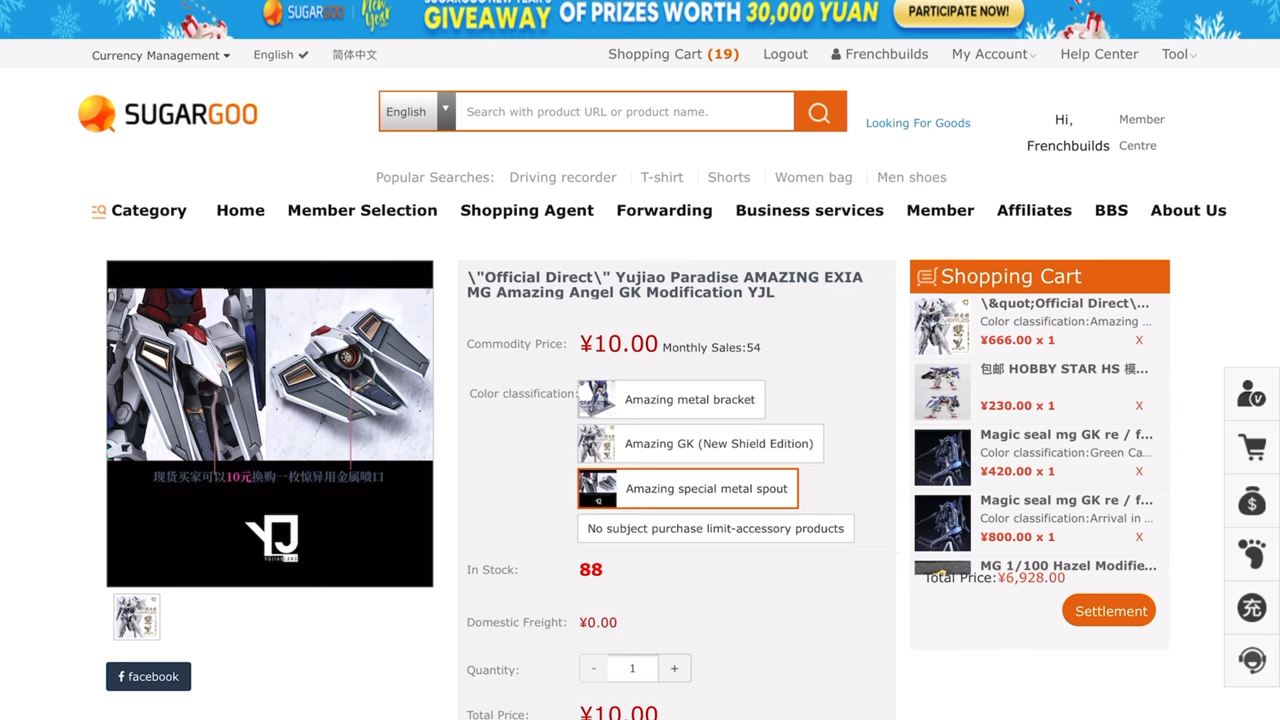 SUGARGOO
New Year!
SUGARGOO NEW YEAR'S
GIVEAWAY OF PRIZES WORTH 30,000 YUAN
PARTICIPATE NOW!
Currency Management
English
简体中文
Shopping Cart (19)
Logout
Frenchbuilds
My Account
Help Center
Tool
SUGARGOO
English
Search with product URL or product name.
Looking For Goods
Hi,
Frenchbuilds
Member
Centre
Popular Searches: Driving recorder T-shirt Shorts Women bag Men shoes
Category Home Member Selection Shopping Agent Forwarding Business services Member Affiliates BBS About Us
现货买家可以10元换购一枚惊异用金属喷口
YJ
facebook
\"Official Direct\" Yujiao Paradise AMAZING EXIA
MG Amazing Angel GK Modification YJL
Commodity Price: ¥10.00 Monthly Sales:54
Color classification:
Amazing metal bracket
Amazing GK (New Shield Edition)
Amazing special metal spout
No subject purchase limit-accessory products
In Stock: 88
Domestic Freight: ¥0.00
Quantity: - 1 +
Total Price: ¥10.00
Shopping Cart
\&quot;Official Direct\...
Color classification:Amazing ...
¥666.00 x 1 X
包邮 HOBBY STAR HS 模...
¥230.00 x 1 X
Magic seal mg GK re / f...
Color classification:Green Ca...
¥420.00 x 1 X
Magic seal mg GK re / f...
Color classification:Arrival in ...
¥800.00 x 1 X
MG 1/100 Hazel Modifie...
Total Price:¥6,928.00
Settlement
充